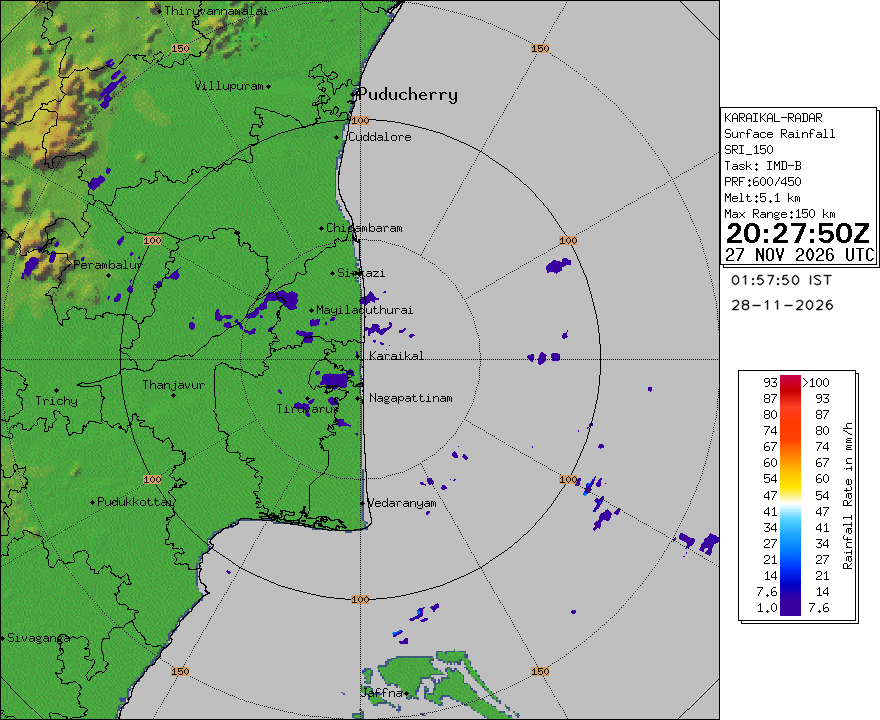 Thiruvannamalai
150
150
Villupuram
Puducherry
100
Cuddalore
Chidambaram
100
100
Perambalur
Sirkazi
Mayiladuthurai
Karaikal
Thanjavur
Trichy
Nagapattinam
Tiruvarur
100
100
Pudukkottai
Vedaranyam
100
Sivaganga
150
150
Jaffna
KARAIKAL-RADAR
Surface Rainfall
SRI_150
Task: IMD-B
PRF:600/450
Melt:5.1 km
Max Range:150 km
20:27:50Z
27 NOV 2026 UTC
01:57:50 IST
28-11-2026
93 >100
87 93
80 87
74 80
67 74
60 67
54 60
47 54
41 47
34 41
27 34
21 27
14 21
7.6 14
1.0 7.6
Rainfall Rate in mm/h